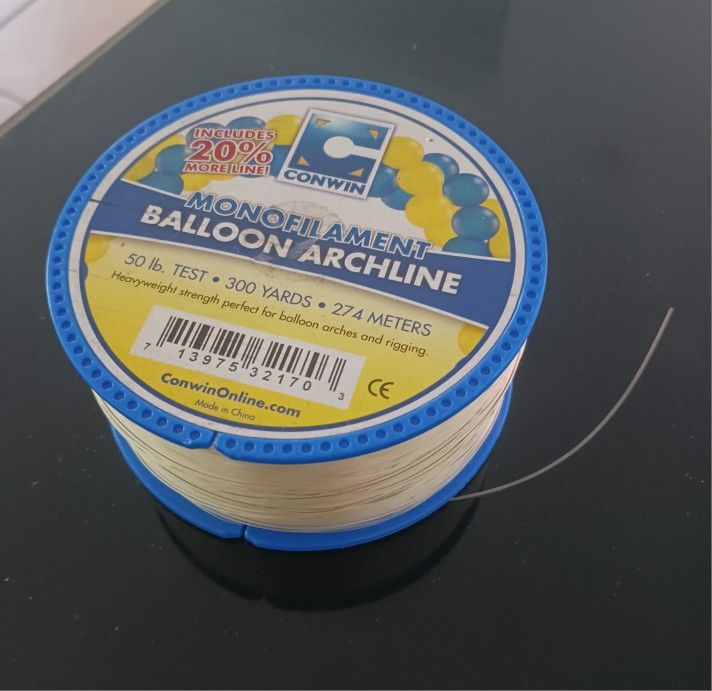 INCLUDES
20%
MORE LINE!
CONWIN
MONOFILAMENT
BALLOON ARCHLINE
50 lb. TEST • 300 YARDS • 274 METERS
Heavyweight strength perfect for balloon arches and rigging.
7 13975 32170 3
CE
ConwinOnline.com
Made in China